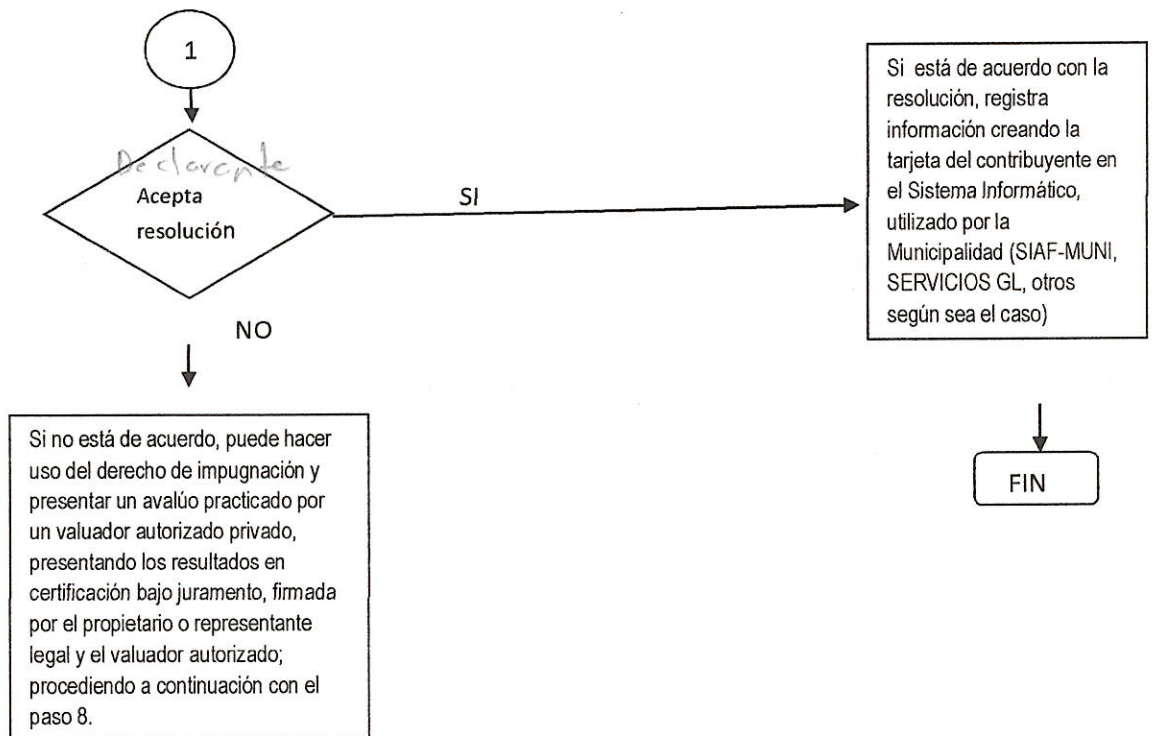 1
Declarante
Acepta
resolución
SI
NO
Si está de acuerdo con la
resolución, registra
información creando la
tarjeta del contribuyente en
el Sistema Informático,
utilizado por la
Municipalidad (SIAF-MUNI,
SERVICIOS GL, otros
según sea el caso)
FIN
Si no está de acuerdo, puede hacer
uso del derecho de impugnación y
presentar un avalúo practicado por
un valuador autorizado privado,
presentando los resultados en
certificación bajo juramento, firmada
por el propietario o representante
legal y el valuador autorizado;
procediendo a continuación con el
paso 8.